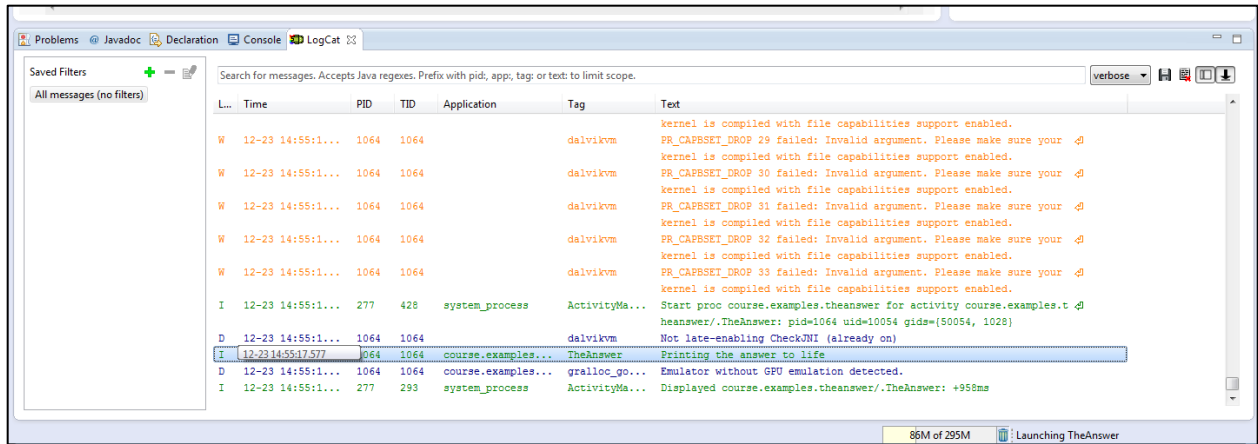 Problems @ Javadoc Declaration Console LogCat
Saved Filters
All messages (no filters)
Search for messages. Accepts Java regexes. Prefix with pid:, app:, tag: or text: to limit scope.
verbose
L... Time PID TID Application Tag Text
kernel is compiled with file capabilities support enabled.
W 12-23 14:55:1... 1064 1064 dalvikvm PR_CAPBSET_DROP 29 failed: Invalid argument. Please make sure your
kernel is compiled with file capabilities support enabled.
W 12-23 14:55:1... 1064 1064 dalvikvm PR_CAPBSET_DROP 30 failed: Invalid argument. Please make sure your
kernel is compiled with file capabilities support enabled.
W 12-23 14:55:1... 1064 1064 dalvikvm PR_CAPBSET_DROP 31 failed: Invalid argument. Please make sure your
kernel is compiled with file capabilities support enabled.
W 12-23 14:55:1... 1064 1064 dalvikvm PR_CAPBSET_DROP 32 failed: Invalid argument. Please make sure your
kernel is compiled with file capabilities support enabled.
W 12-23 14:55:1... 1064 1064 dalvikvm PR_CAPBSET_DROP 33 failed: Invalid argument. Please make sure your
kernel is compiled with file capabilities support enabled.
I 12-23 14:55:1... 277 428 system_process ActivityMa... Start proc course.examples.theanswer for activity course.examples.t
heanswer/.TheAnswer: pid=1064 uid=10054 gids={50054, 1028}
D 12-23 14:55:1... 1064 1064 dalvikvm Not late-enabling CheckJNI (already on)
I 12-23 14:55:17.577 064 1064 course.examples... TheAnswer Printing the answer to life
D 12-23 14:55:1... 1064 1064 course.examples... gralloc_go... Emulator without GPU emulation detected.
I 12-23 14:55:1... 277 293 system_process ActivityMa... Displayed course.examples.theanswer/.TheAnswer: +958ms
86M of 295M Launching TheAnswer